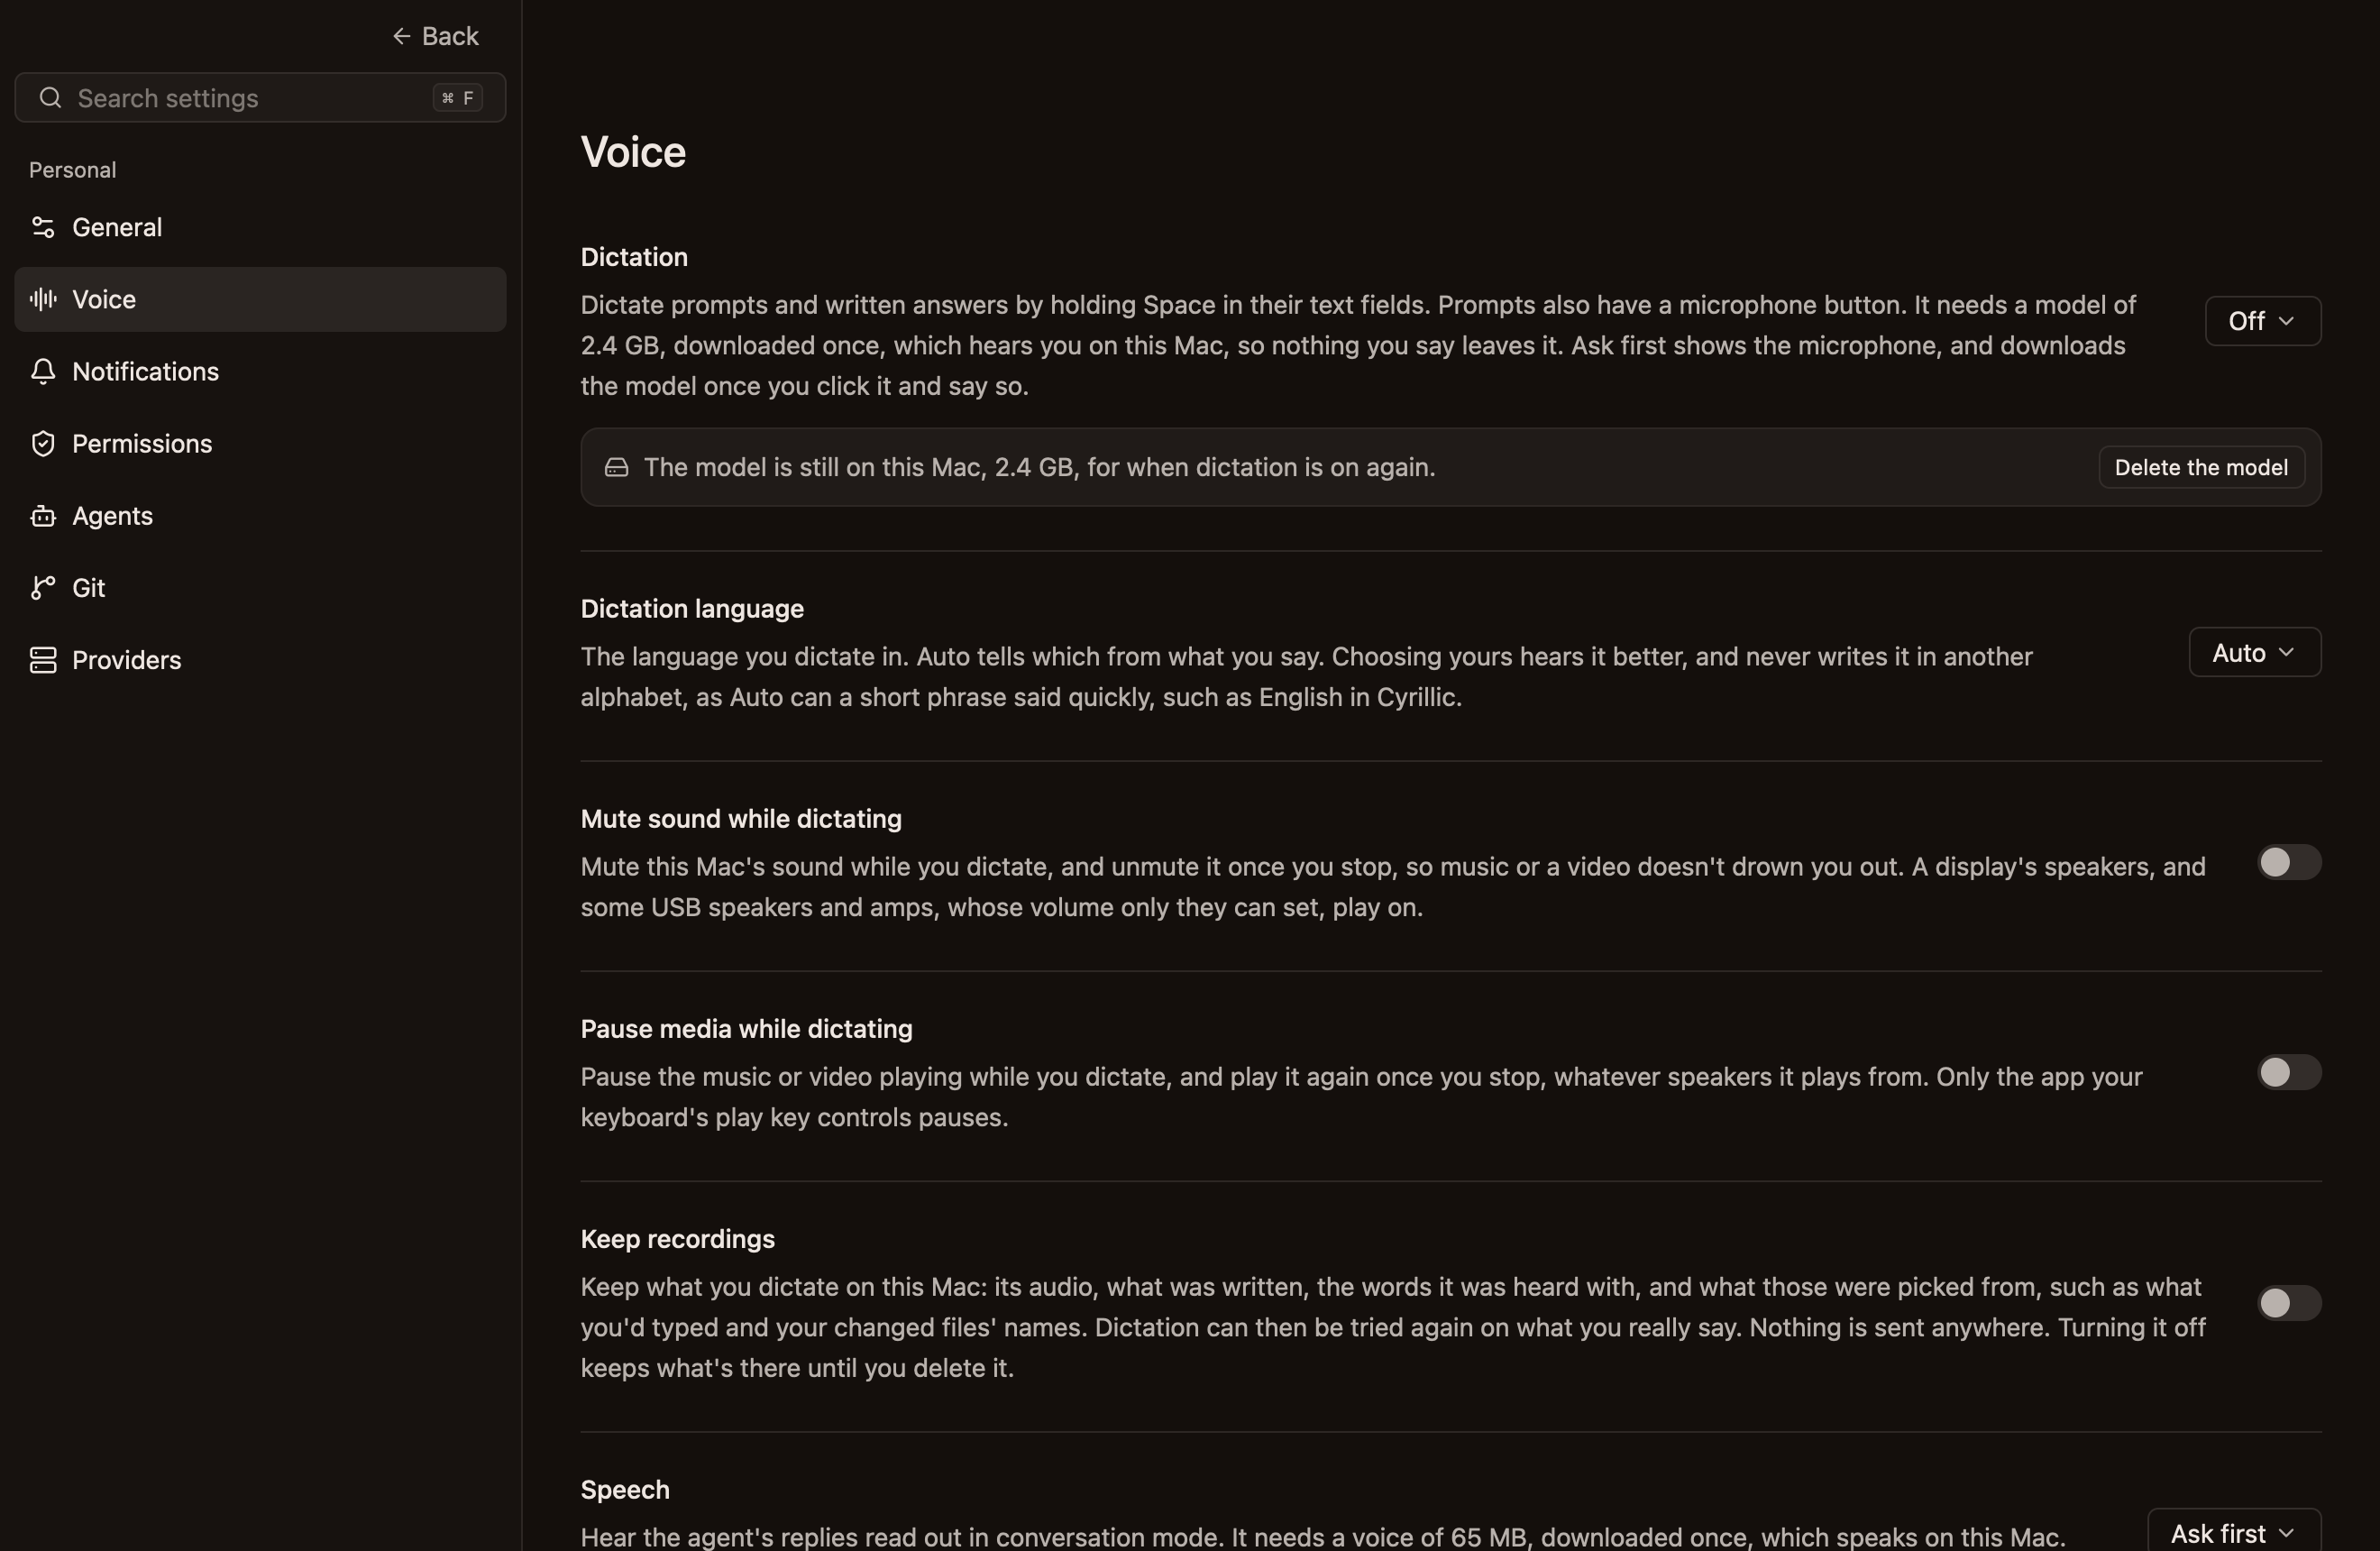 Back
Search settings
⌘ F
Personal
General
Voice
Notifications
Permissions
Agents
Git
Providers
Voice
Dictation
Dictate prompts and written answers by holding Space in their text fields. Prompts also have a microphone button. It needs a model of
2.4 GB, downloaded once, which hears you on this Mac, so nothing you say leaves it. Ask first shows the microphone, and downloads
the model once you click it and say so.
Off
The model is still on this Mac, 2.4 GB, for when dictation is on again.
Delete the model
Dictation language
The language you dictate in. Auto tells which from what you say. Choosing yours hears it better, and never writes it in another
alphabet, as Auto can a short phrase said quickly, such as English in Cyrillic.
Auto
Mute sound while dictating
Mute this Mac's sound while you dictate, and unmute it once you stop, so music or a video doesn't drown you out. A display's speakers, and
some USB speakers and amps, whose volume only they can set, play on.
Pause media while dictating
Pause the music or video playing while you dictate, and play it again once you stop, whatever speakers it plays from. Only the app your
keyboard's play key controls pauses.
Keep recordings
Keep what you dictate on this Mac: its audio, what was written, the words it was heard with, and what those were picked from, such as what
you'd typed and your changed files' names. Dictation can then be tried again on what you really say. Nothing is sent anywhere. Turning it off
keeps what's there until you delete it.
Speech
Hear the agent's replies read out in conversation mode. It needs a voice of 65 MB, downloaded once, which speaks on this Mac.
Ask first